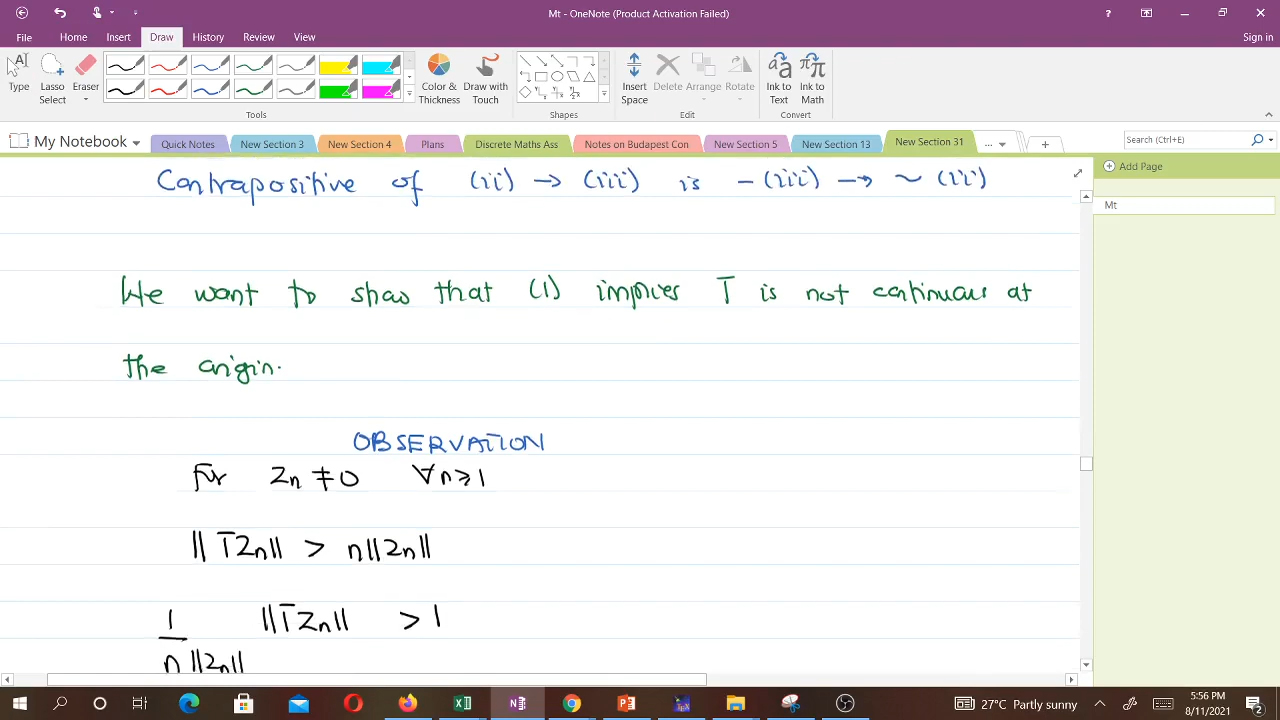 Mt - OneNote (Product Activation Failed)
File Home Insert Draw History Review View Sign in
Type Lasso Select Eraser Color & Thickness Draw with Touch Insert Space Delete Arrange Rotate Ink to Text Ink to Math
Tools Shapes Edit Convert
My Notebook Quick Notes New Section 3 New Section 4 Plans Discrete Maths Ass Notes on Budapest Con New Section 5 New Section 13 New Section 31 ... Search (Ctrl+E)
Add Page
Mt
Contrapositive of (ii) → (iii) is - (iii) → ~ (ii)
We want to show that (1) implies T is not continuous at
the origin.
OBSERVATION
For Zn ≠ 0 ∀n ≥ 1
|| TZn || > n||Zn||
1 ||TZn|| > 1
n ||Zn||
27°C Partly sunny
5:56 PM
8/11/2021